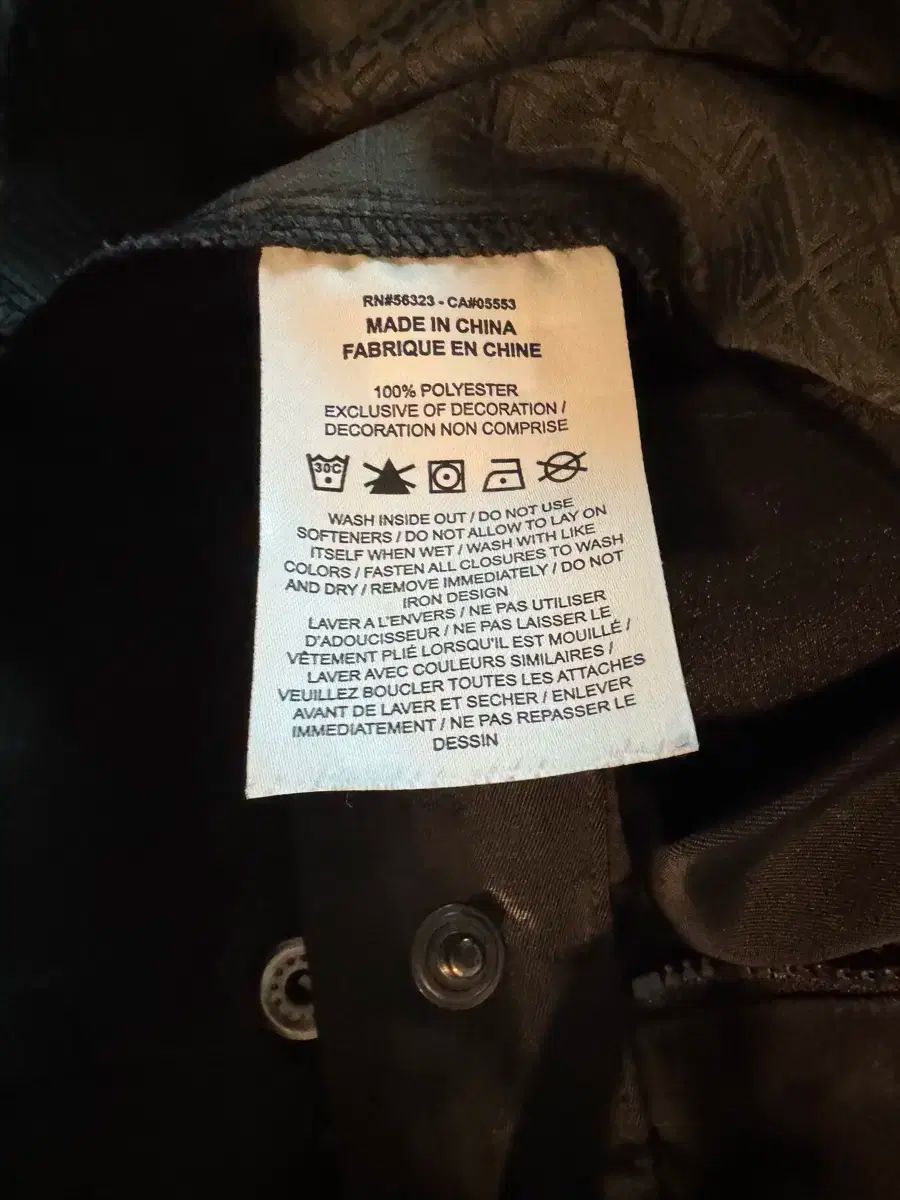 RN#56323 - CA#05553
MADE IN CHINA
FABRIQUE EN CHINE
100% POLYESTER
EXCLUSIVE OF DECORATION /
DECORATION NON COMPRISE
30C
WASH INSIDE OUT / DO NOT USE
SOFTENERS / DO NOT ALLOW TO LAY ON
ITSELF WHEN WET / WASH WITH LIKE
COLORS / FASTEN ALL CLOSURES TO WASH
AND DRY / REMOVE IMMEDIATELY / DO NOT
IRON DESIGN
LAVER A L'ENVERS / NE PAS UTILISER
D'ADOUCISSEUR / NE PAS LAISSER LE
VÊTEMENT PLIÉ LORSQU'IL EST MOUILLÉ /
LAVER AVEC COULEURS SIMILAIRES /
VEUILLEZ BOUCLER TOUTES LES ATTACHES
AVANT DE LAVER ET SECHER / ENLEVER
IMMEDIATEMENT / NE PAS REPASSER LE
DESSIN